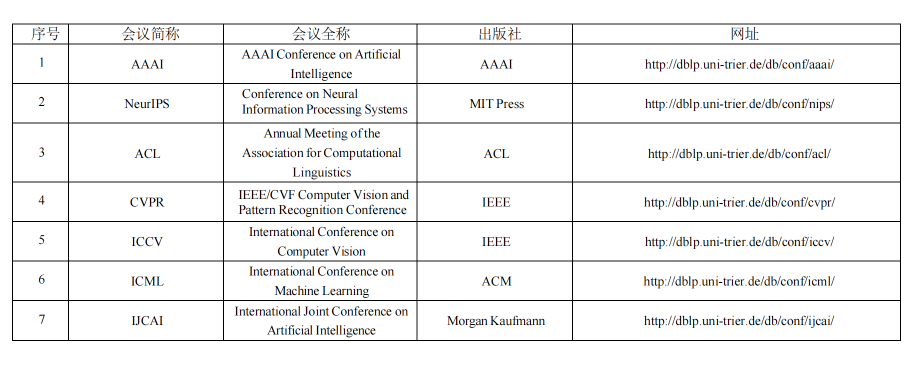 序号 会议简称 会议全称 出版社 网址
1 AAAI AAAI Conference on Artificial
Intelligence AAAI http://dblp.uni-trier.de/db/conf/aaai/
2 NeurIPS Conference on Neural
Information Processing Systems MIT Press http://dblp.uni-trier.de/db/conf/nips/
3 ACL Annual Meeting of the
Association for Computational
Linguistics ACL http://dblp.uni-trier.de/db/conf/acl/
4 CVPR IEEE/CVF Computer Vision and
Pattern Recognition Conference IEEE http://dblp.uni-trier.de/db/conf/cvpr/
5 ICCV International Conference on
Computer Vision IEEE http://dblp.uni-trier.de/db/conf/iccv/
6 ICML International Conference on
Machine Learning ACM http://dblp.uni-trier.de/db/conf/icml/
7 IJCAI International Joint Conference on
Artificial Intelligence Morgan Kaufmann http://dblp.uni-trier.de/db/conf/ijcai/